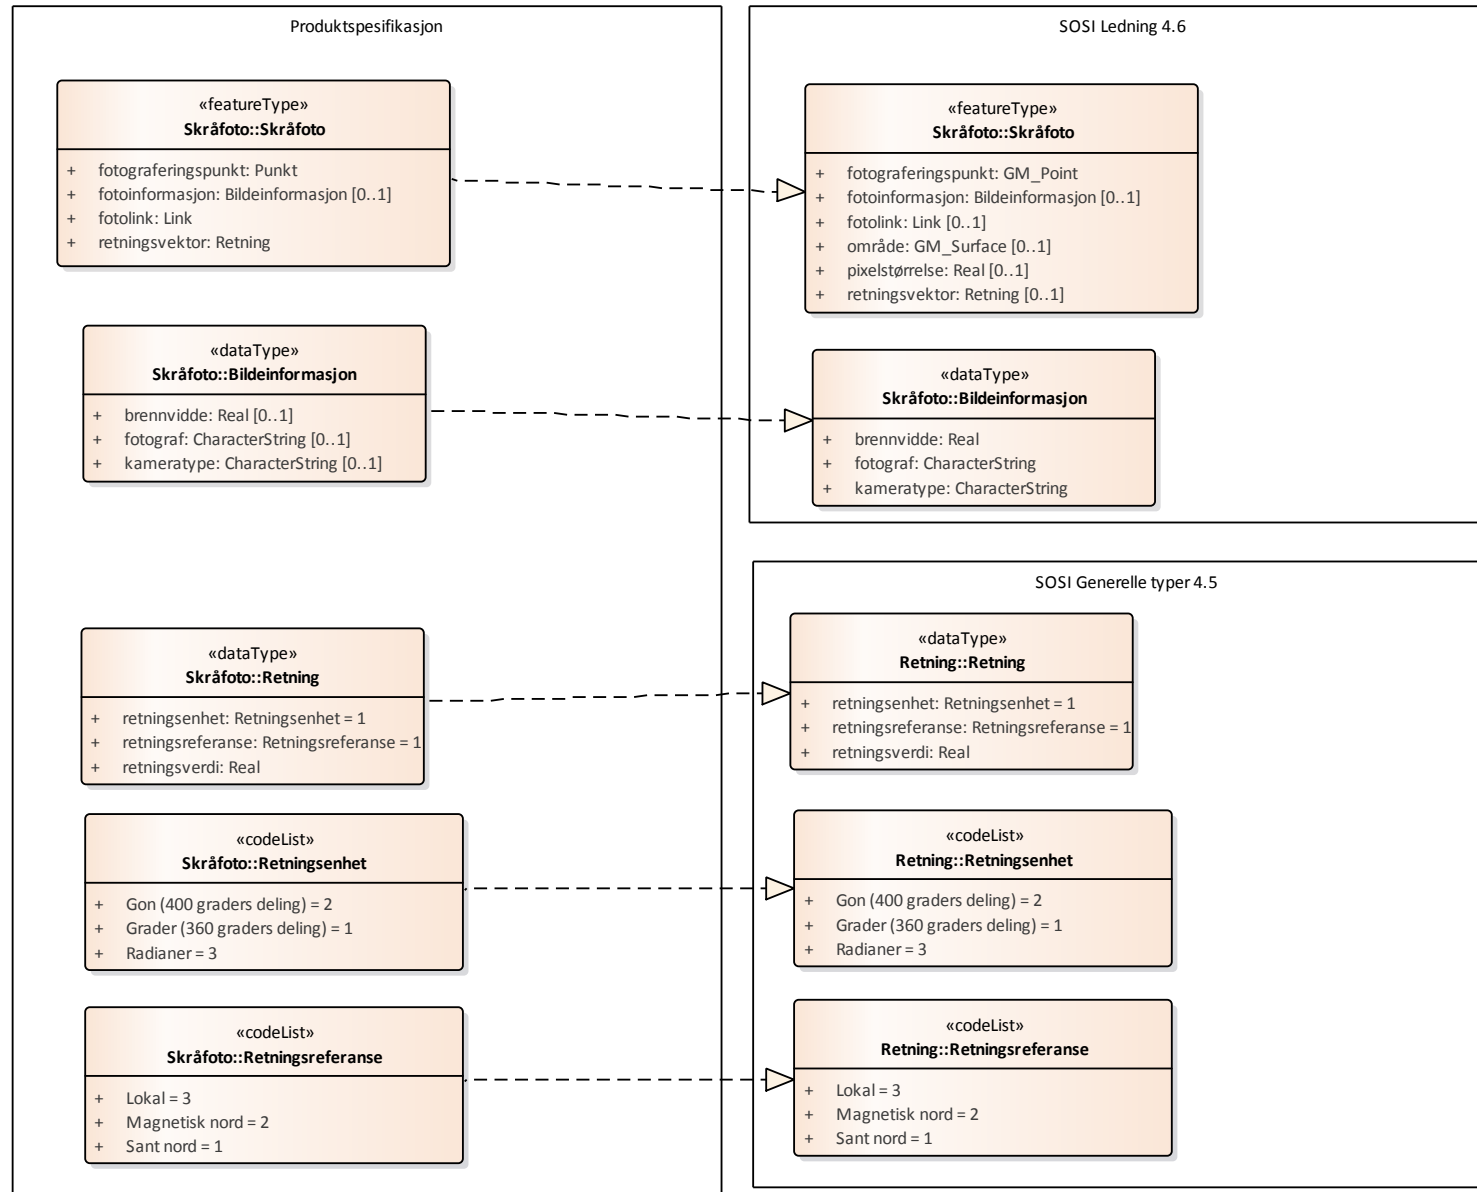 Produktspesifikasjon
«featureType»
Skråfoto::Skråfoto
+ fotograferingspunkt: Punkt
+ fotoinformasjon: Bildeinformasjon [0..1]
+ fotolink: Link
+ retningsvektor: Retning
«dataType»
Skråfoto::Bildeinformasjon
+ brennvidde: Real [0..1]
+ fotograf: CharacterString [0..1]
+ kameratype: CharacterString [0..1]
«dataType»
Skråfoto::Retning
+ retningsenhet: Retningsenhet = 1
+ retningsreferanse: Retningsreferanse = 1
+ retningsverdi: Real
«codeList»
Skråfoto::Retningsenhet
+ Gon (400 graders deling) = 2
+ Grader (360 graders deling) = 1
+ Radianer = 3
«codeList»
Skråfoto::Retningsreferanse
+ Lokal = 3
+ Magnetisk nord = 2
+ Sant nord = 1
SOSI Ledning 4.6
«featureType»
Skråfoto::Skråfoto
+ fotograferingspunkt: GM_Point
+ fotoinformasjon: Bildeinformasjon [0..1]
+ fotolink: Link [0..1]
+ område: GM_Surface [0..1]
+ pixelstørrelse: Real [0..1]
+ retningsvektor: Retning [0..1]
«dataType»
Skråfoto::Bildeinformasjon
+ brennvidde: Real
+ fotograf: CharacterString
+ kameratype: CharacterString
SOSI Generelle typer 4.5
«dataType»
Retning::Retning
+ retningsenhet: Retningsenhet = 1
+ retningsreferanse: Retningsreferanse = 1
+ retningsverdi: Real
«codeList»
Retning::Retningsenhet
+ Gon (400 graders deling) = 2
+ Grader (360 graders deling) = 1
+ Radianer = 3
«codeList»
Retning::Retningsreferanse
+ Lokal = 3
+ Magnetisk nord = 2
+ Sant nord = 1